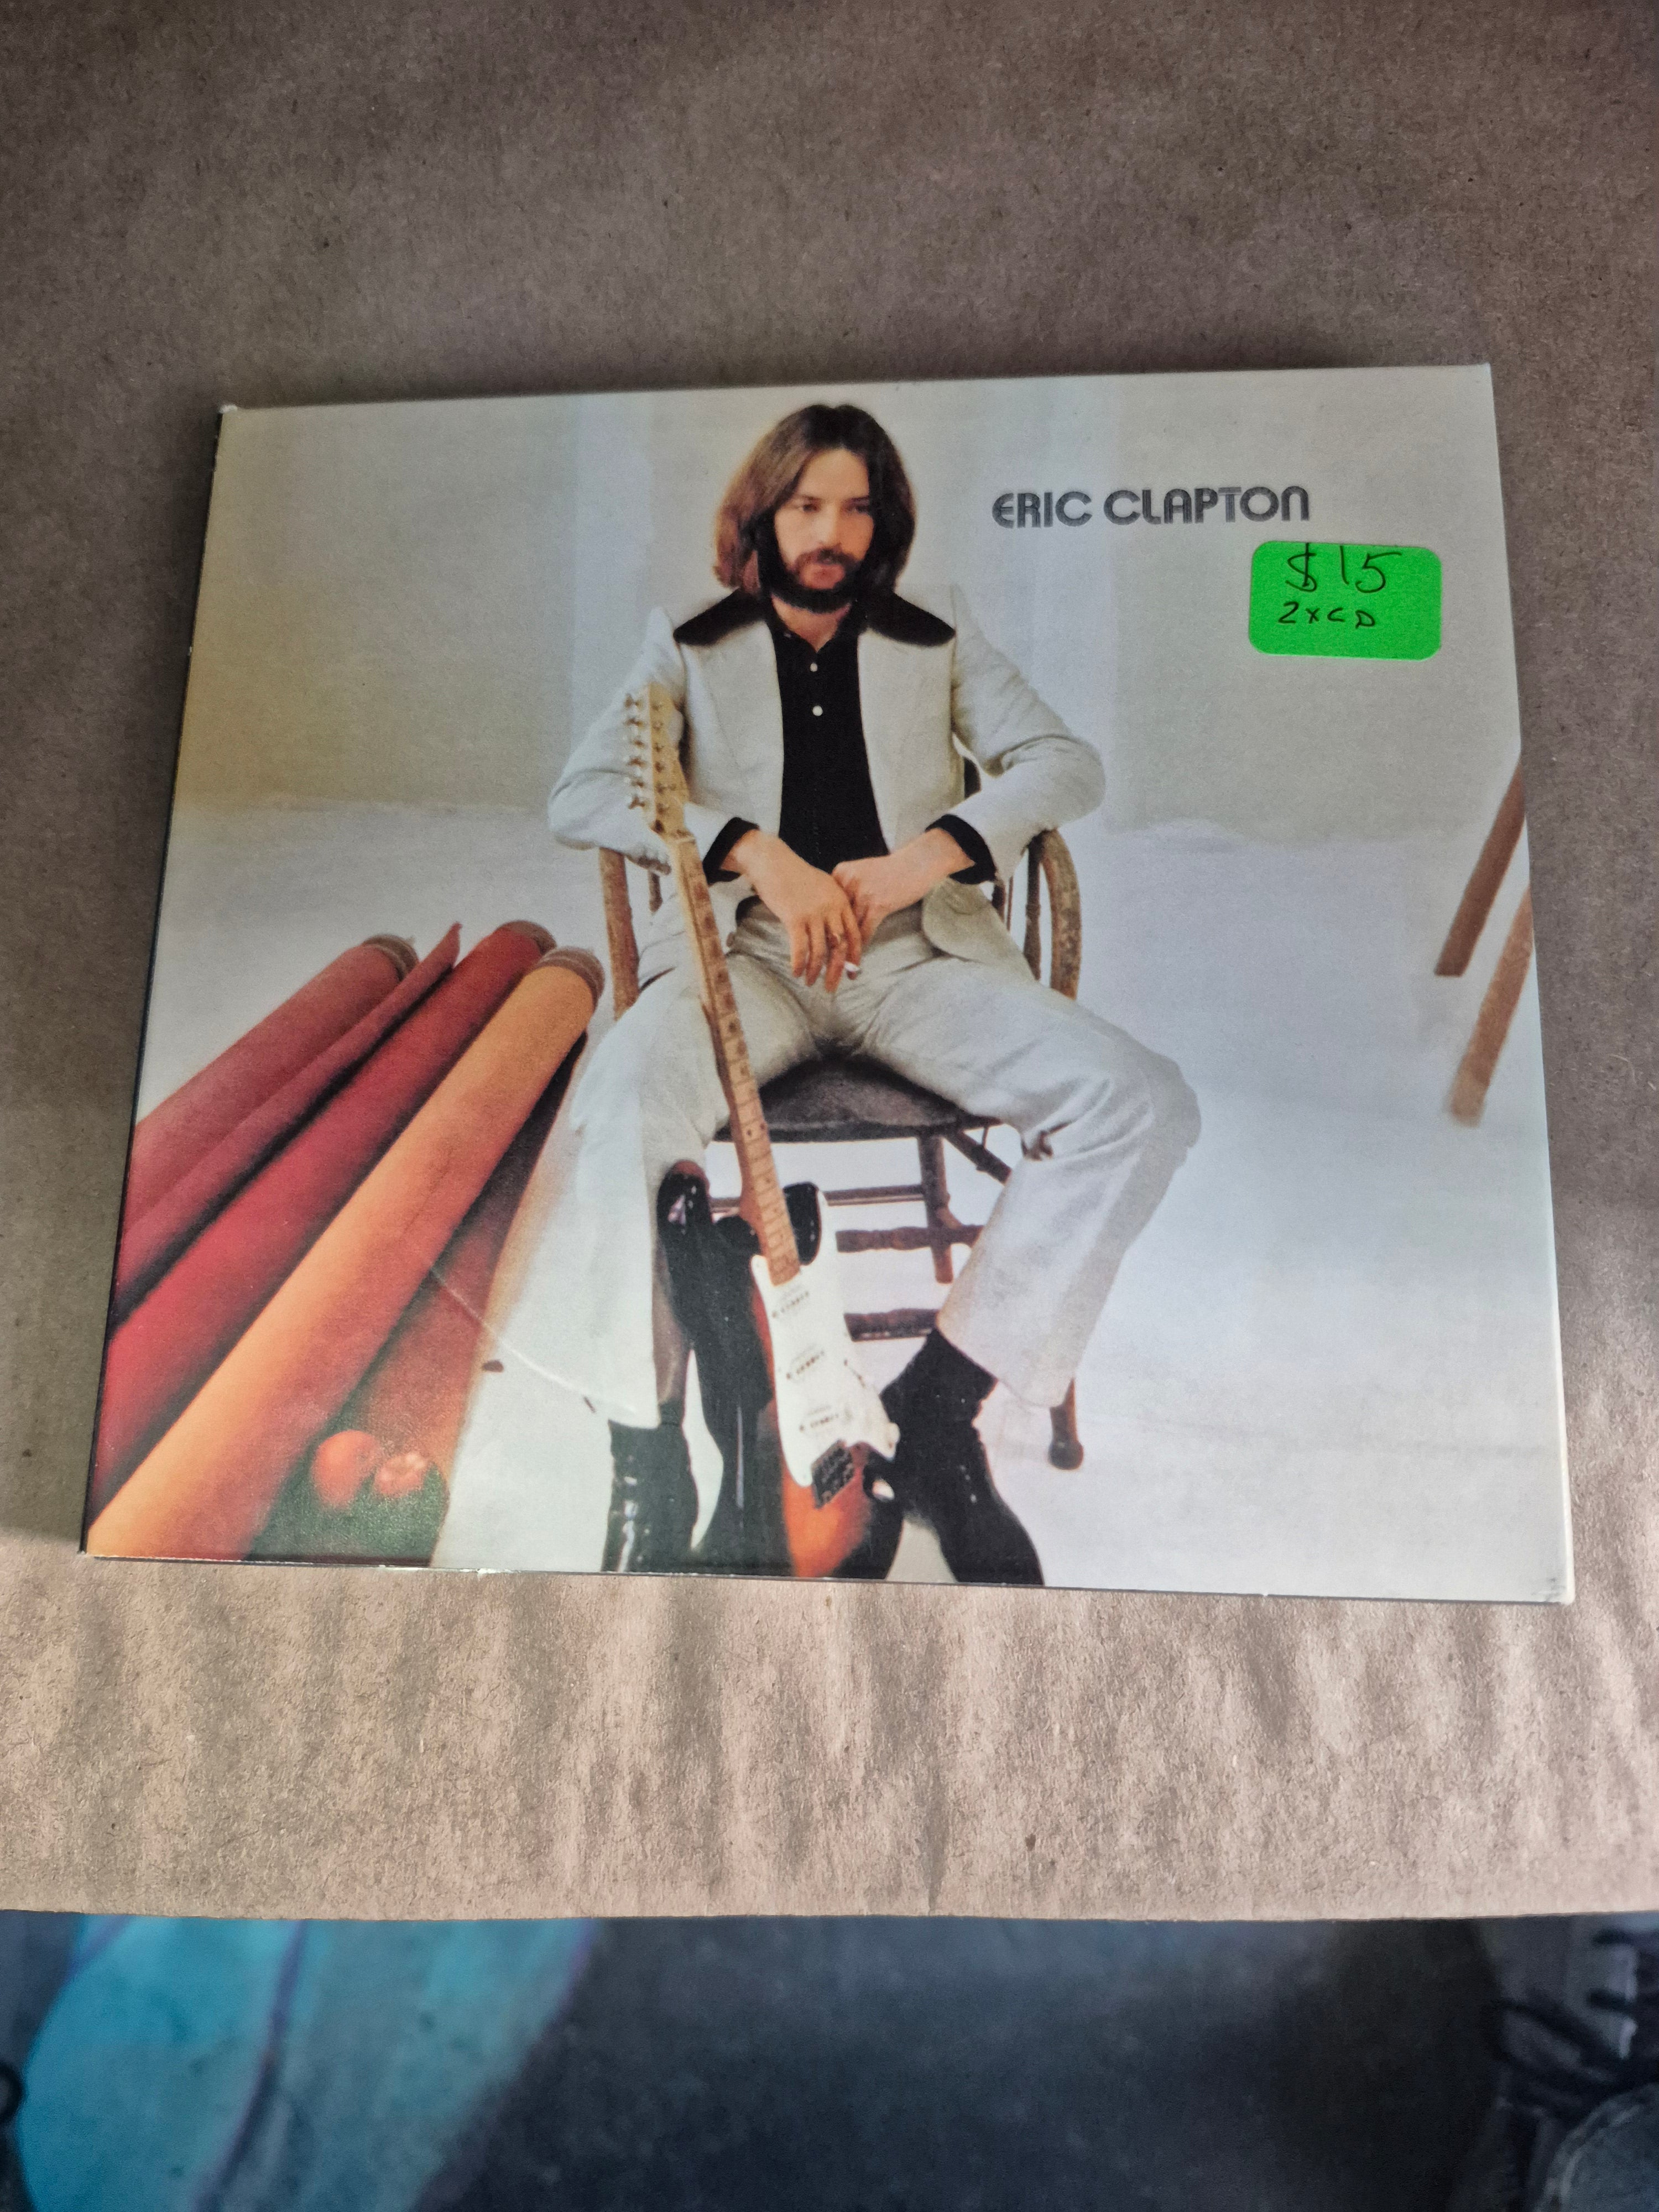 ERIC CLAPTON
$15
2XCD